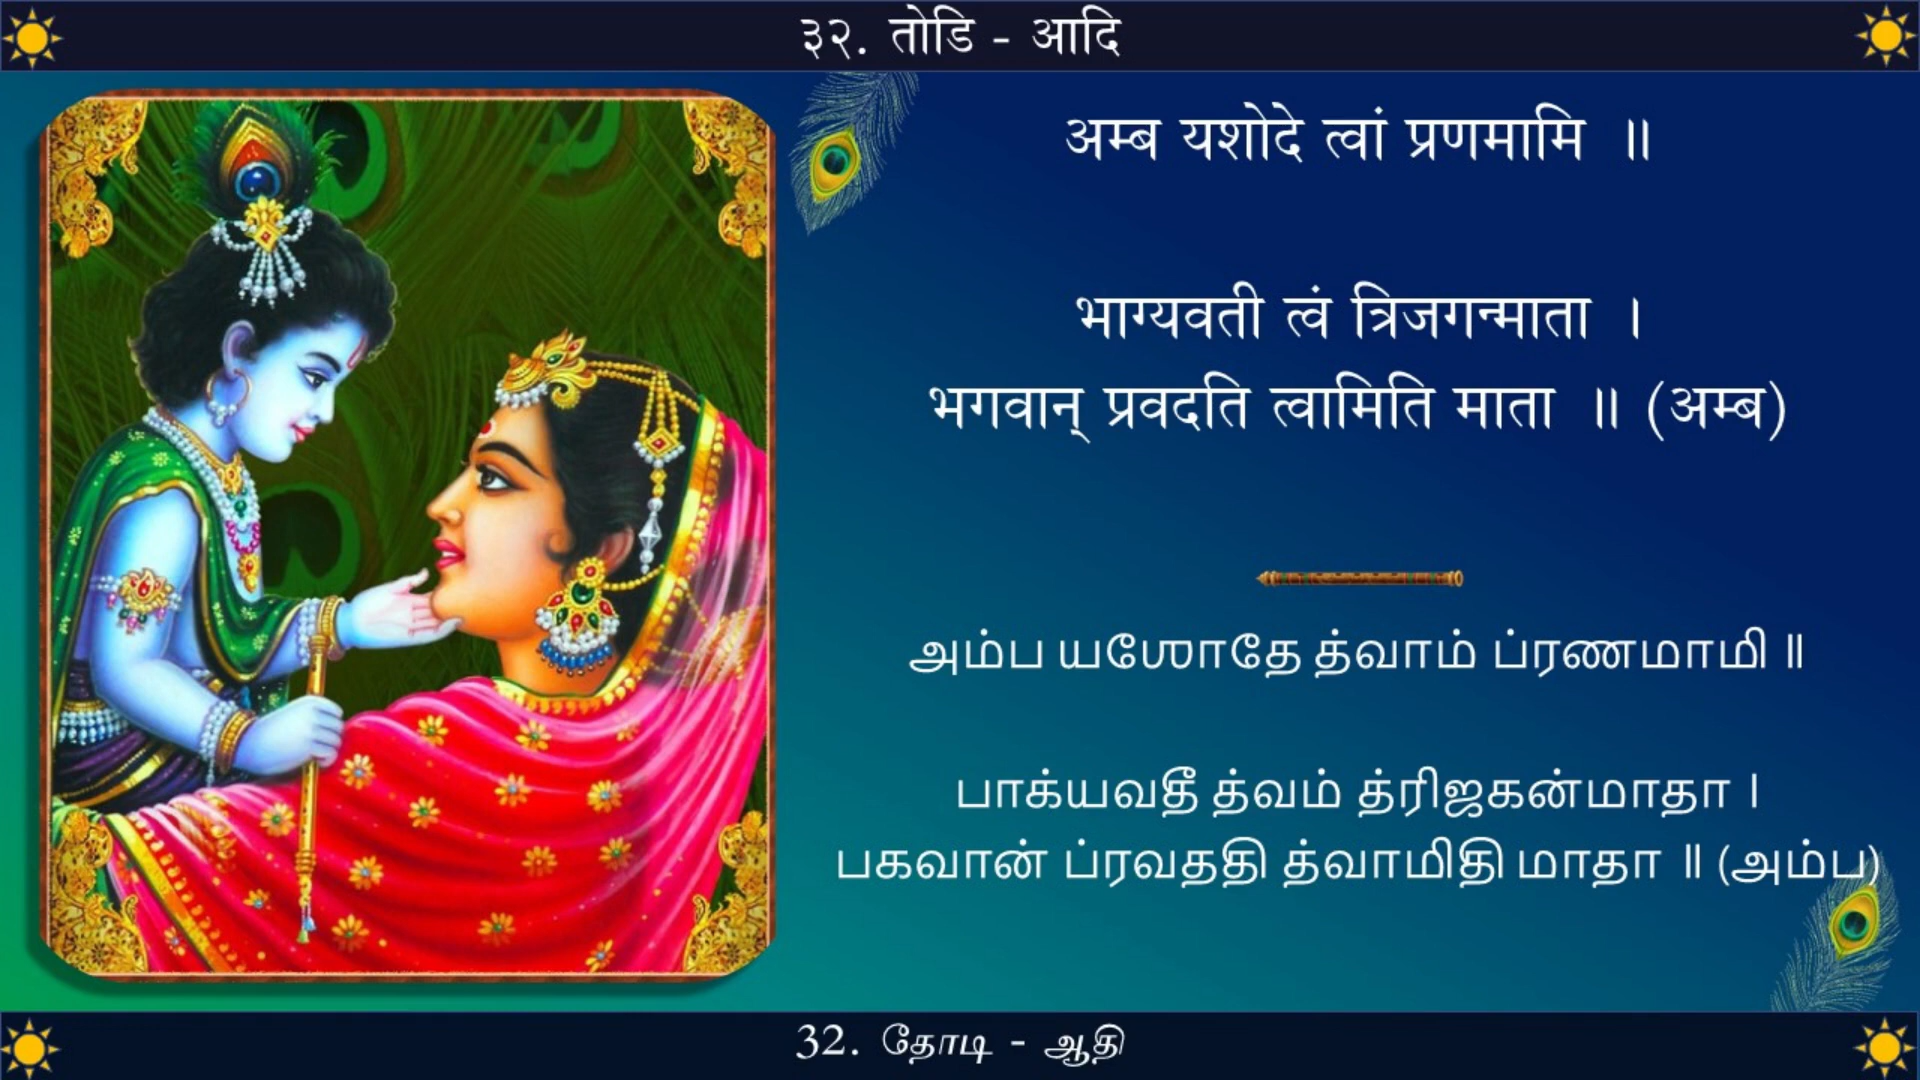 ३२. तोडि - आदि
अम्ब यशोदे त्वां प्रणमामि ॥
भाग्यवती त्वं त्रिजगन्माता ।
भगवान् प्रवदति त्वामिति माता ॥ (अम्ब)
அம்ப யஶோதே த்வாம் ப்ரணமாமி ॥
பாக்யவதீ த்வம் த்ரிஜகன்மாதா ।
பகவான் ப்ரவததி த்வாமிதி மாதா ॥ (அம்ப)
32. தோடி - ஆதி